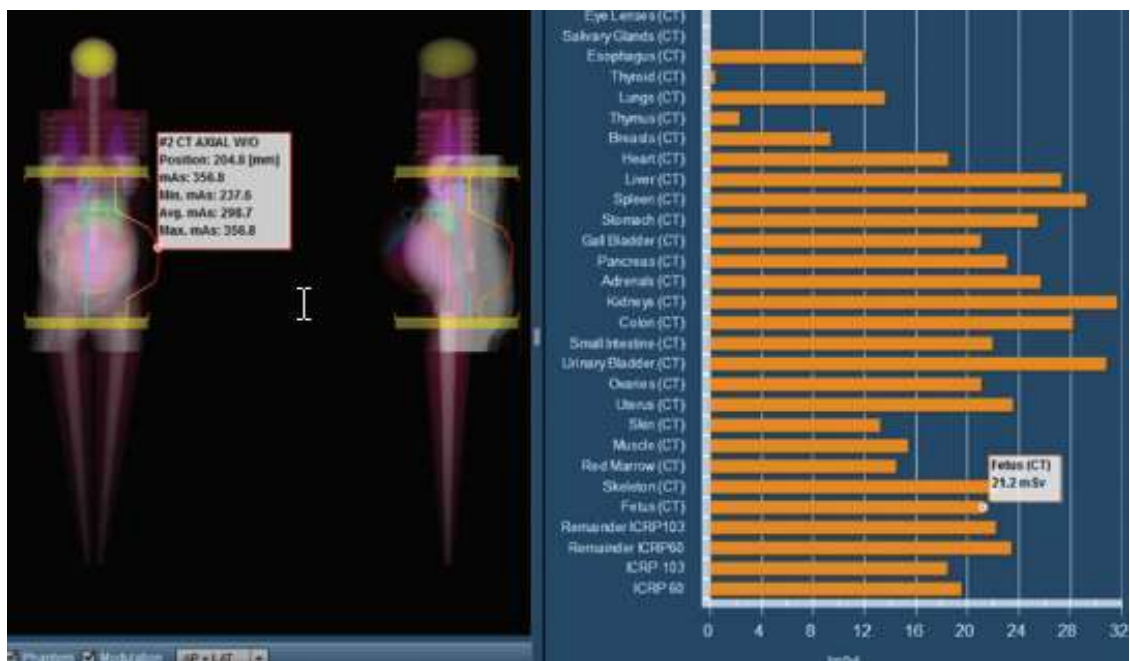 #2 CT AXIAL W/O
Position: 204.8 [mm]
mAs: 356.8
Min. mAs: 237.6
Avg. mAs: 298.7
Max. mAs: 356.8
Phantom Modulation AP + LAT
Eye Lenses (CT)
Salivary Glands (CT)
Esophagus (CT)
Thyroid (CT)
Lungs (CT)
Thymus (CT)
Breasts (CT)
Heart (CT)
Liver (CT)
Spleen (CT)
Stomach (CT)
Gall Bladder (CT)
Pancreas (CT)
Adrenals (CT)
Kidneys (CT)
Colon (CT)
Small Intestine (CT)
Urinary Bladder (CT)
Ovaries (CT)
Uterus (CT)
Skin (CT)
Muscle (CT)
Red Marrow (CT)
Skeleton (CT)
Fetus (CT)
Remainder ICRP103
Remainder ICRP60
ICRP 103
ICRP 60
Fetus (CT)
21.2 mSv
0 4 8 12 16 20 24 28 32